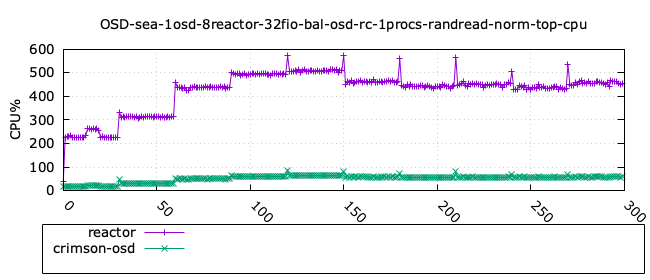 OSD-sea-1osd-8reactor-32fio-bal-osd-rc-1procs-randread-norm-top-cpu
600
500
400
300
200
100
0
CPU%
0 50 100 150 200 250 300
reactor
crimson-osd